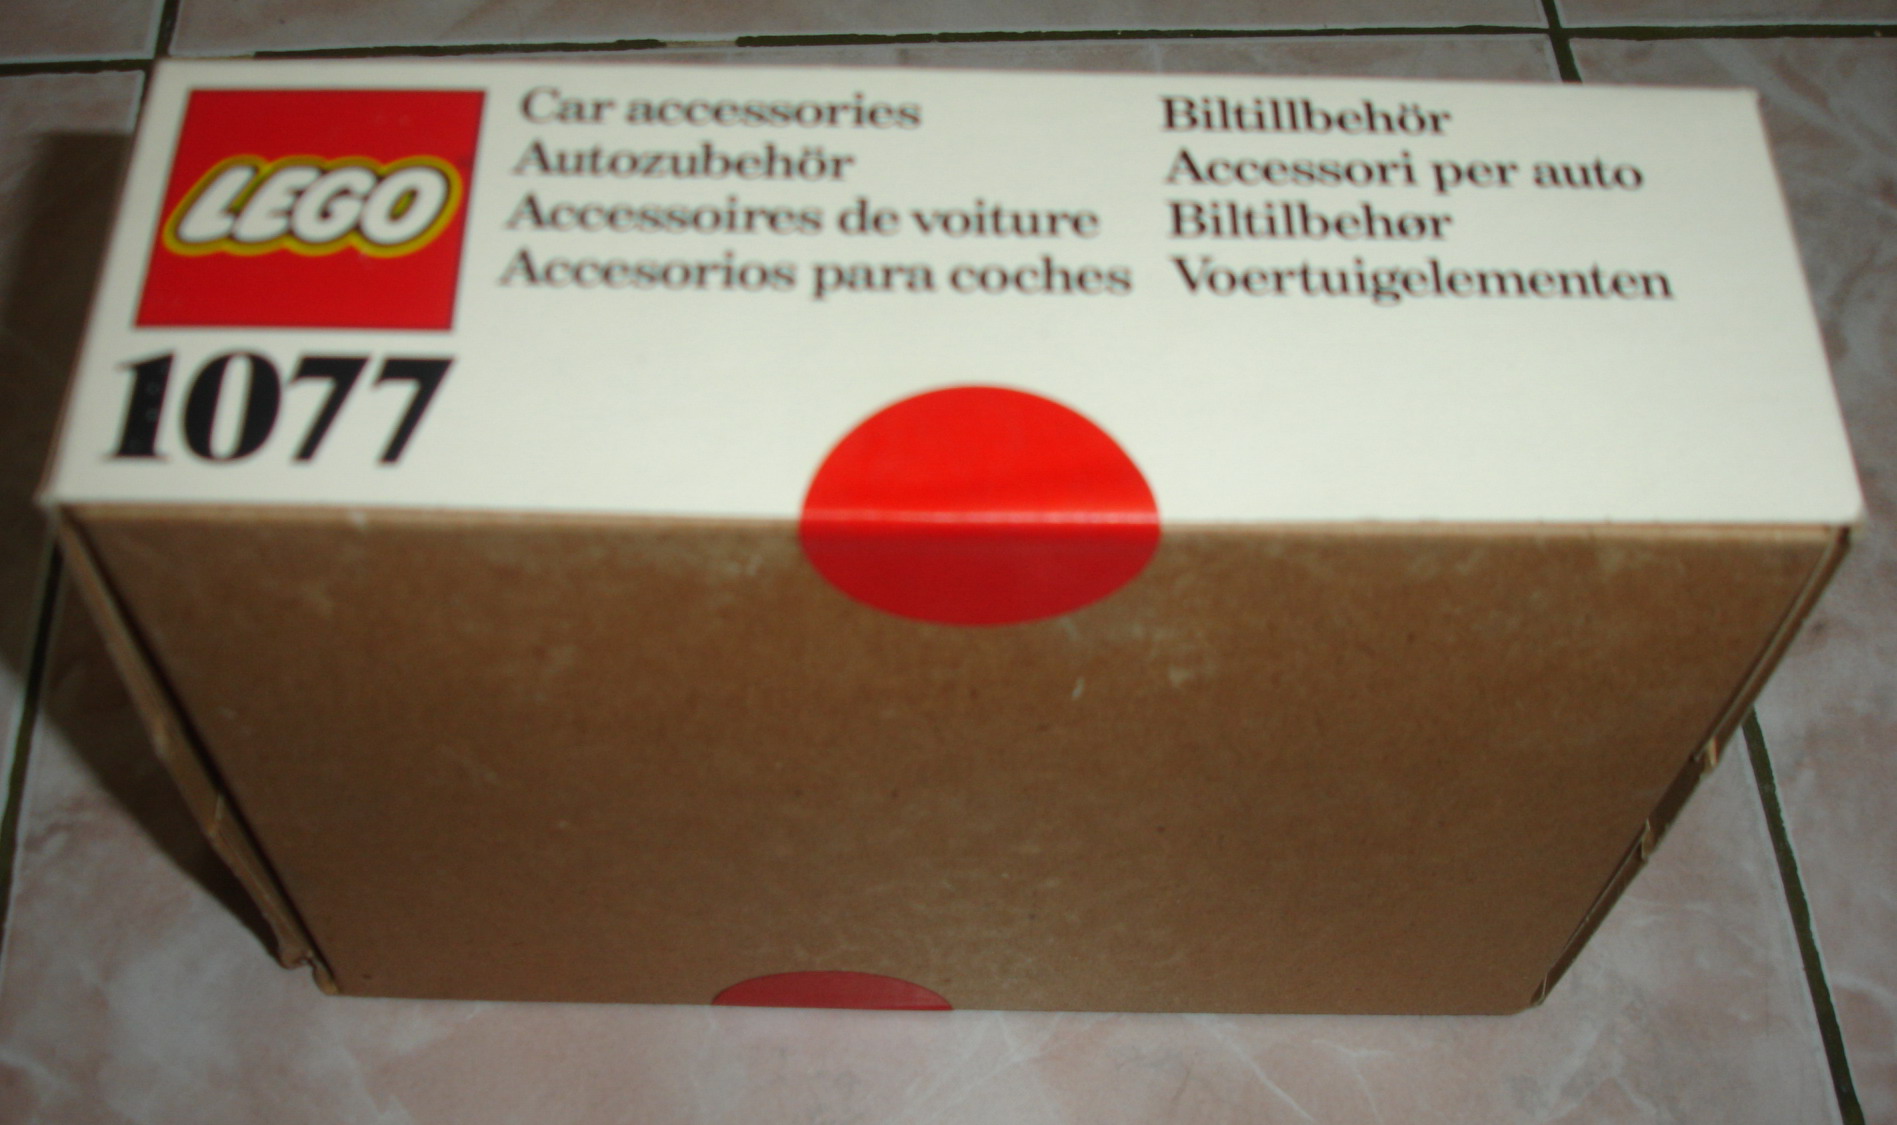 LEGO
1077
Car accessories
Autozubehör
Accessoires de voiture
Accesorios para coches
Biltillbehör
Accessori per auto
Biltilbehør
Voertuigelementen